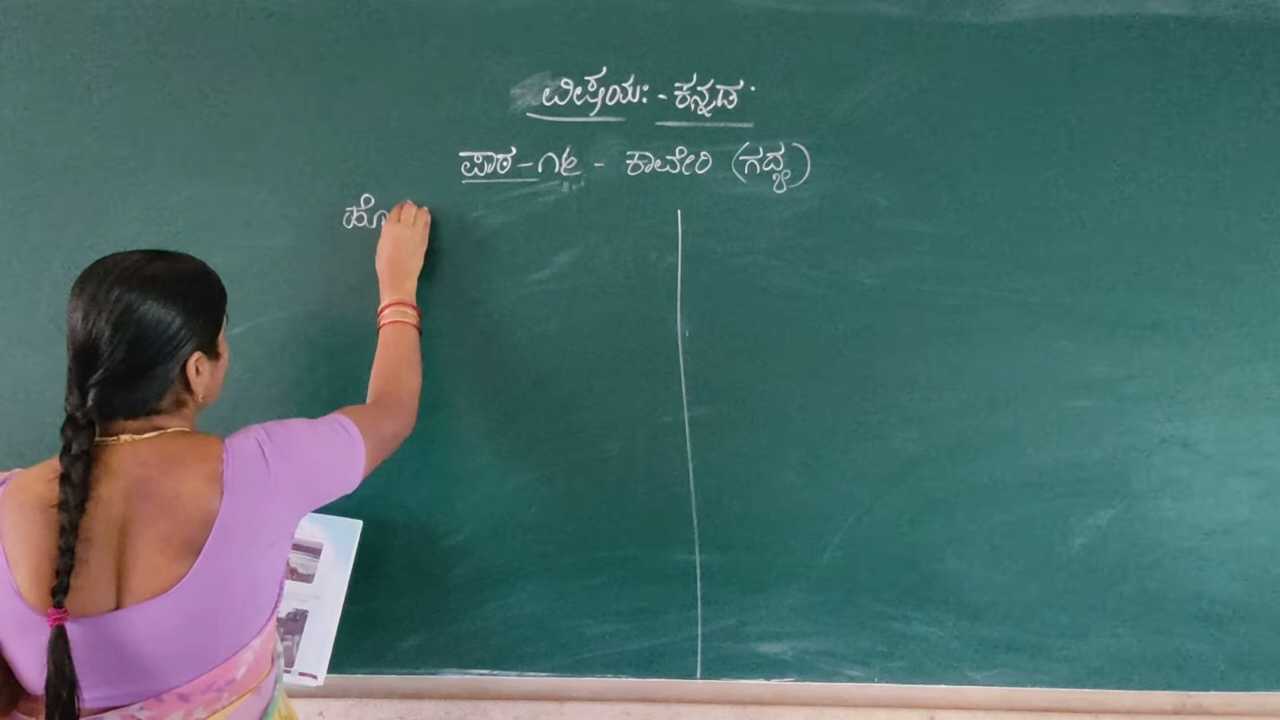 ವಿಷಯಃ - ಕನ್ನಡ
ಪಾಠ - ೧೬ - ಕಾವೇರಿ (ಗದ್ಯ)
ಹೊ